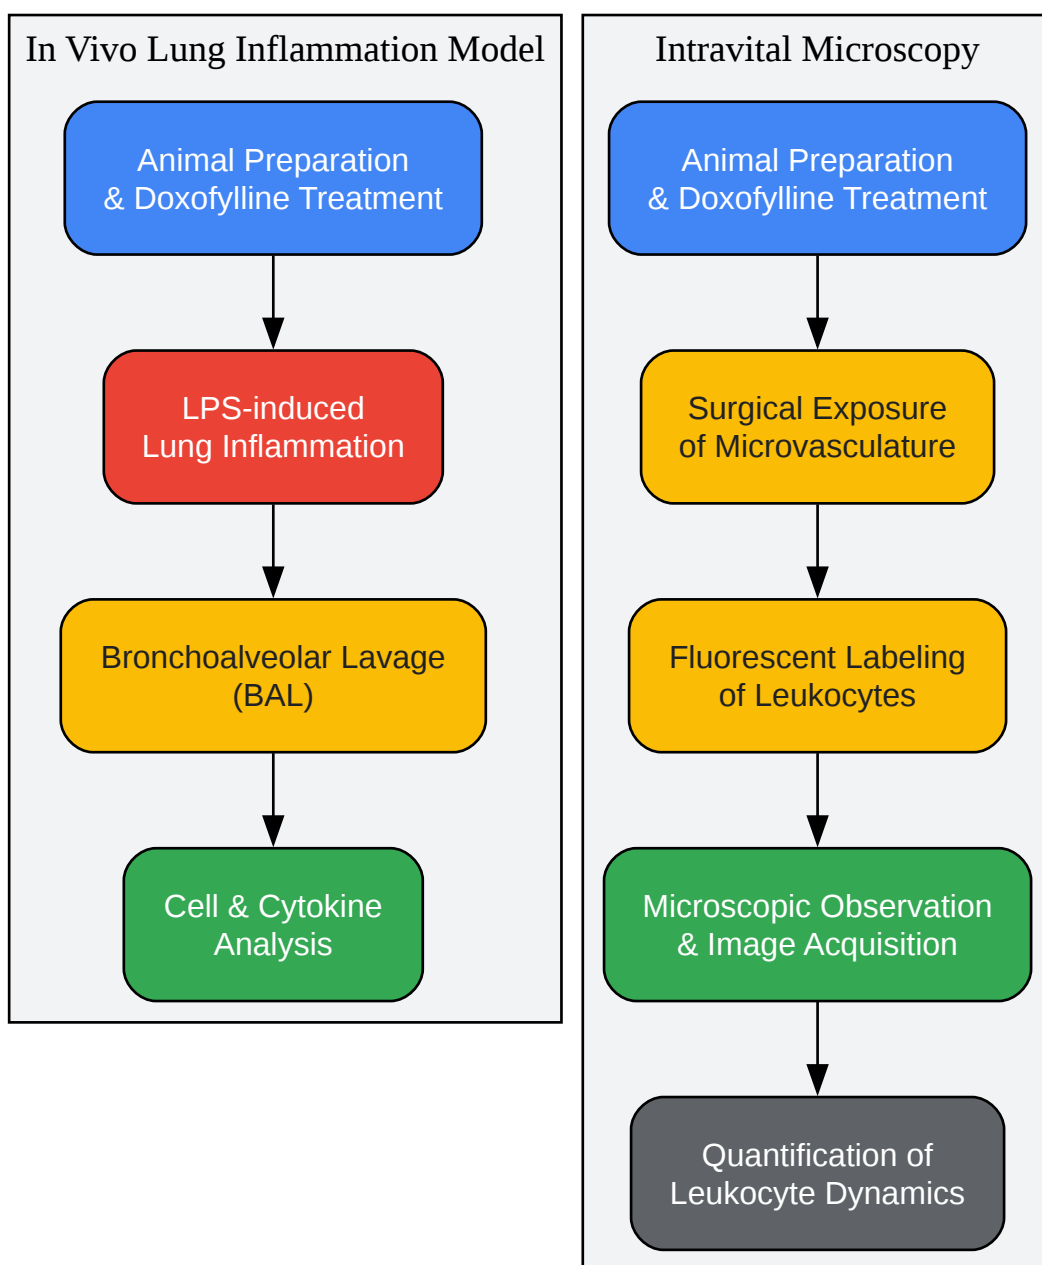 In Vivo Lung Inflammation Model
Animal Preparation
& Doxofylline Treatment
LPS-induced
Lung Inflammation
Bronchoalveolar Lavage
(BAL)
Cell & Cytokine
Analysis
Intravital Microscopy
Animal Preparation
& Doxofylline Treatment
Surgical Exposure
of Microvasculature
Fluorescent Labeling
of Leukocytes
Microscopic Observation
& Image Acquisition
Quantification of
Leukocyte Dynamics